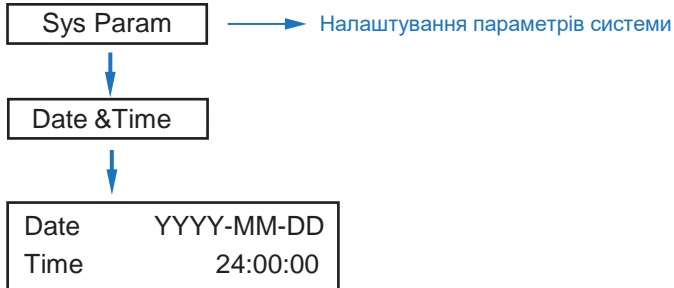 Sys Param
Налаштування параметрів системи
Date &Time
Date YYYY-MM-DD
Time 24:00:00